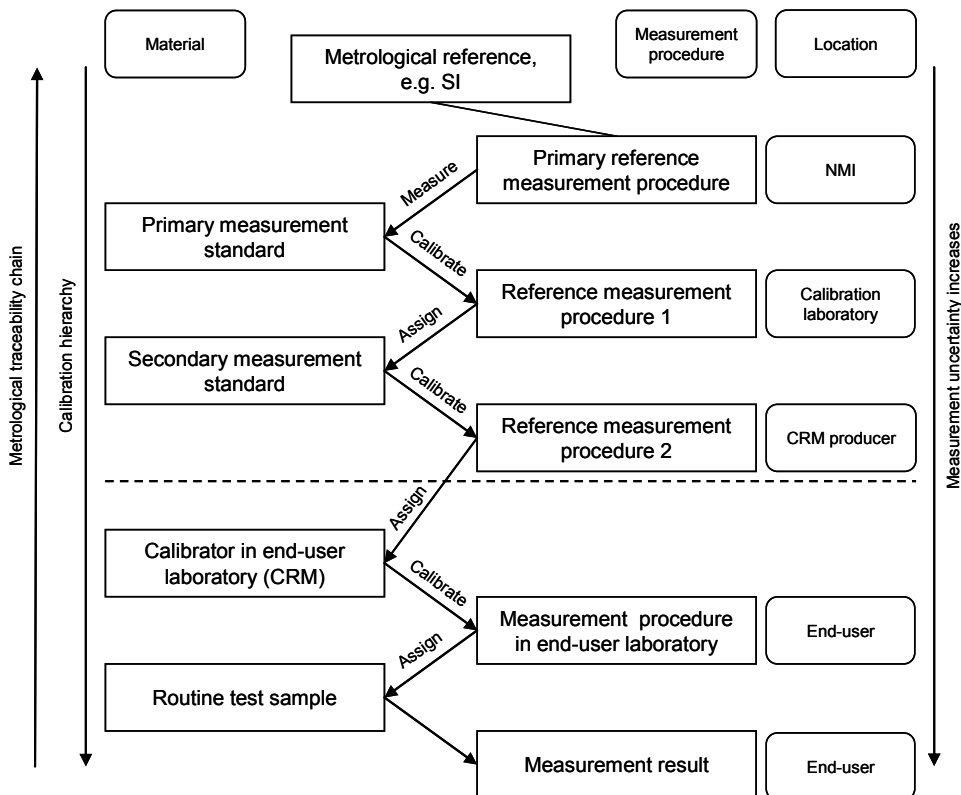 Material
Metrological reference,
e.g. SI
Measurement
procedure
Location
Primary reference
measurement procedure
NMI
Measure
Primary measurement
standard
Calibrate
Reference measurement
procedure 1
Calibration
laboratory
Assign
Secondary measurement
standard
Calibrate
Reference measurement
procedure 2
CRM producer
Assign
Calibrator in end-user
laboratory (CRM)
Calibrate
Measurement procedure
in end-user laboratory
End-user
Assign
Routine test sample
Measurement result
End-user
Metrological traceability chain
Calibration hierarchy
Measurement uncertainty increases